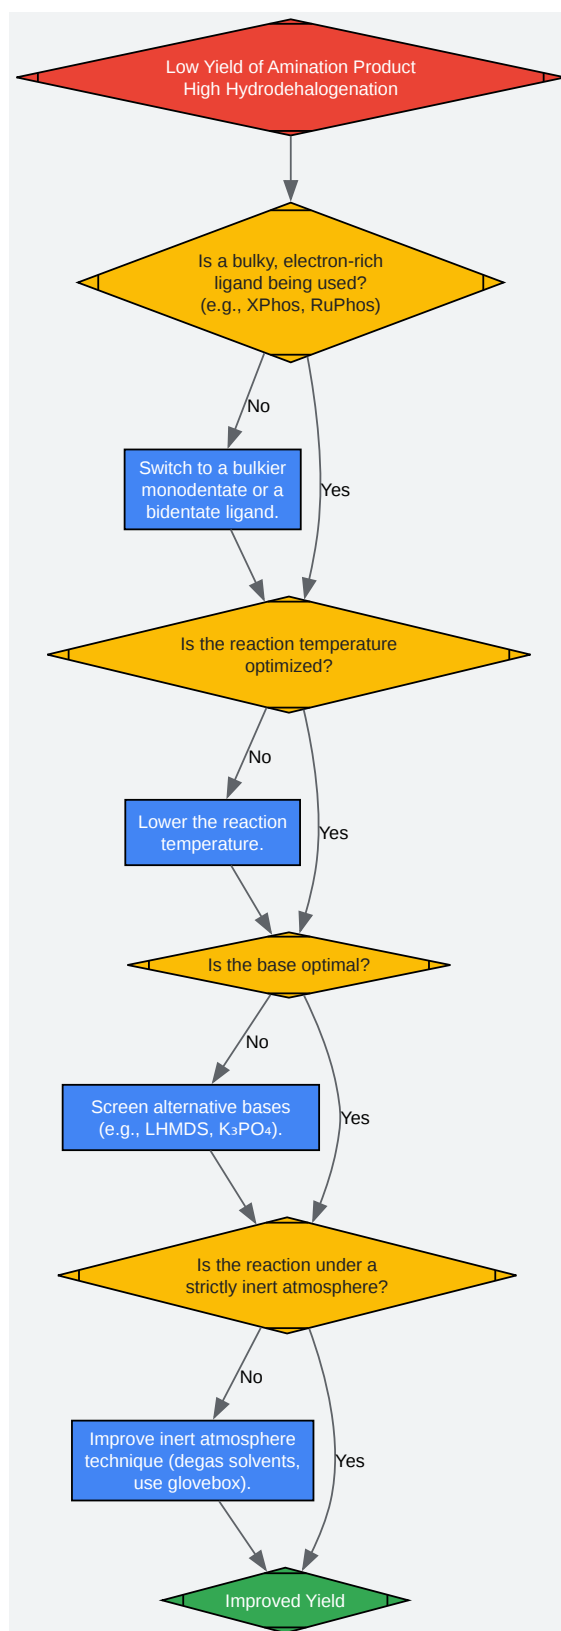 Low Yield of Amination Product
High Hydrodehalogenation
Is a bulky, electron-rich
ligand being used?
(e.g., XPhos, RuPhos)
No
Switch to a bulkier
monodentate or a
bidentate ligand.
Yes
Is the reaction temperature
optimized?
No
Lower the reaction
temperature.
Yes
Is the base optimal?
No
Screen alternative bases
(e.g., LHMDS, K₃PO₄).
Yes
Is the reaction under a
strictly inert atmosphere?
No
Improve inert atmosphere
technique (degas solvents,
use glovebox).
Yes
Improved Yield